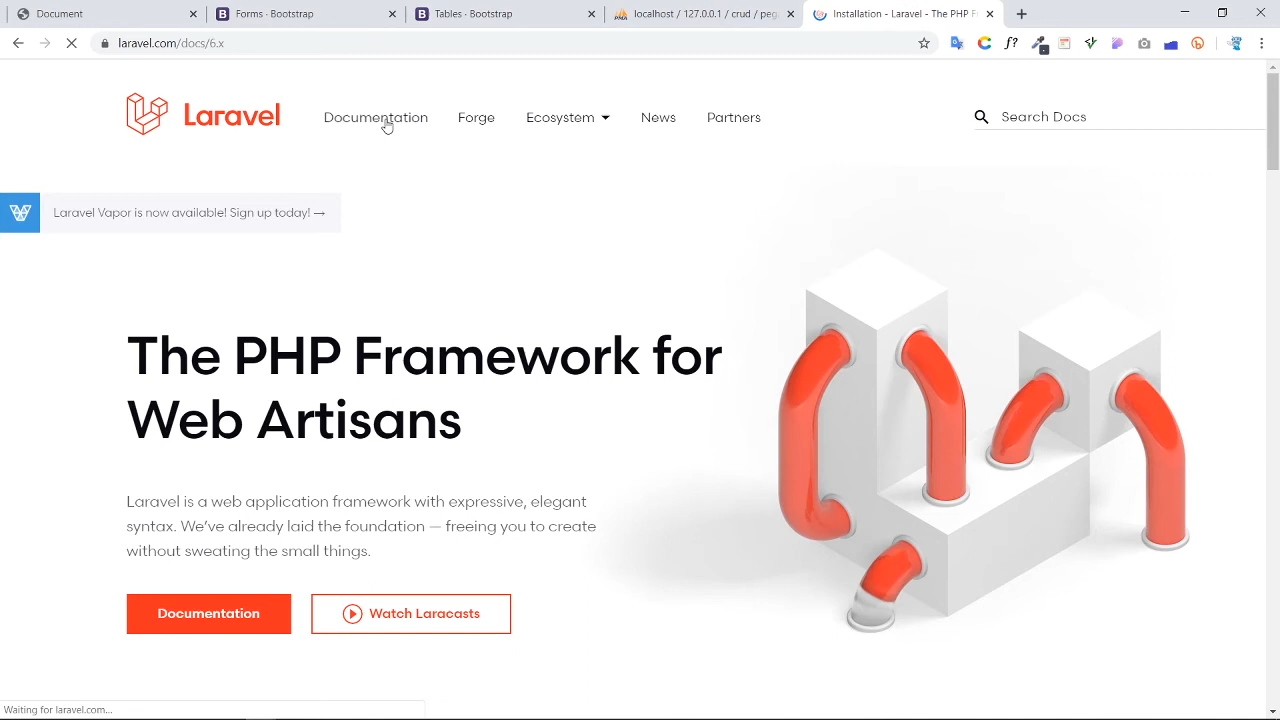 Document
Forms · Bootstrap
Tables · Bootstrap
localhost / 127.0.0.1 / crud / peg
Installation - Laravel - The PHP F
laravel.com/docs/6.x
Laravel
Documentation
Forge
Ecosystem
News
Partners
Search Docs
Laravel Vapor is now available! Sign up today! →
The PHP Framework for
Web Artisans
Laravel is a web application framework with expressive, elegant
syntax. We've already laid the foundation — freeing you to create
without sweating the small things.
Documentation
Watch Laracasts
Waiting for laravel.com...